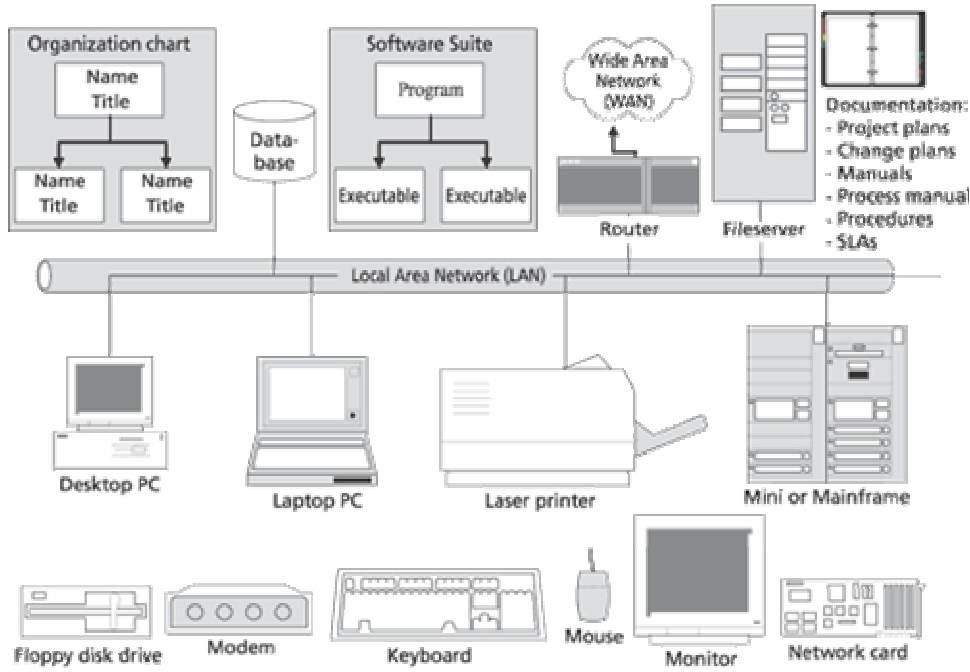 Organization chart
Name
Title
Name
Title
Name
Title
Data-
base
Software Suite
Program
Executable
Executable
Wide Area
Network
(WAN)
Router
Fileserver
Documentation:
- Project plans
- Change plans
- Manuals
- Process manual
- Procedures
- SLAs
Local Area Network (LAN)
Desktop PC
Laptop PC
Laser printer
Mini or Mainframe
Floppy disk drive
Modem
Keyboard
Mouse
Monitor
Network card